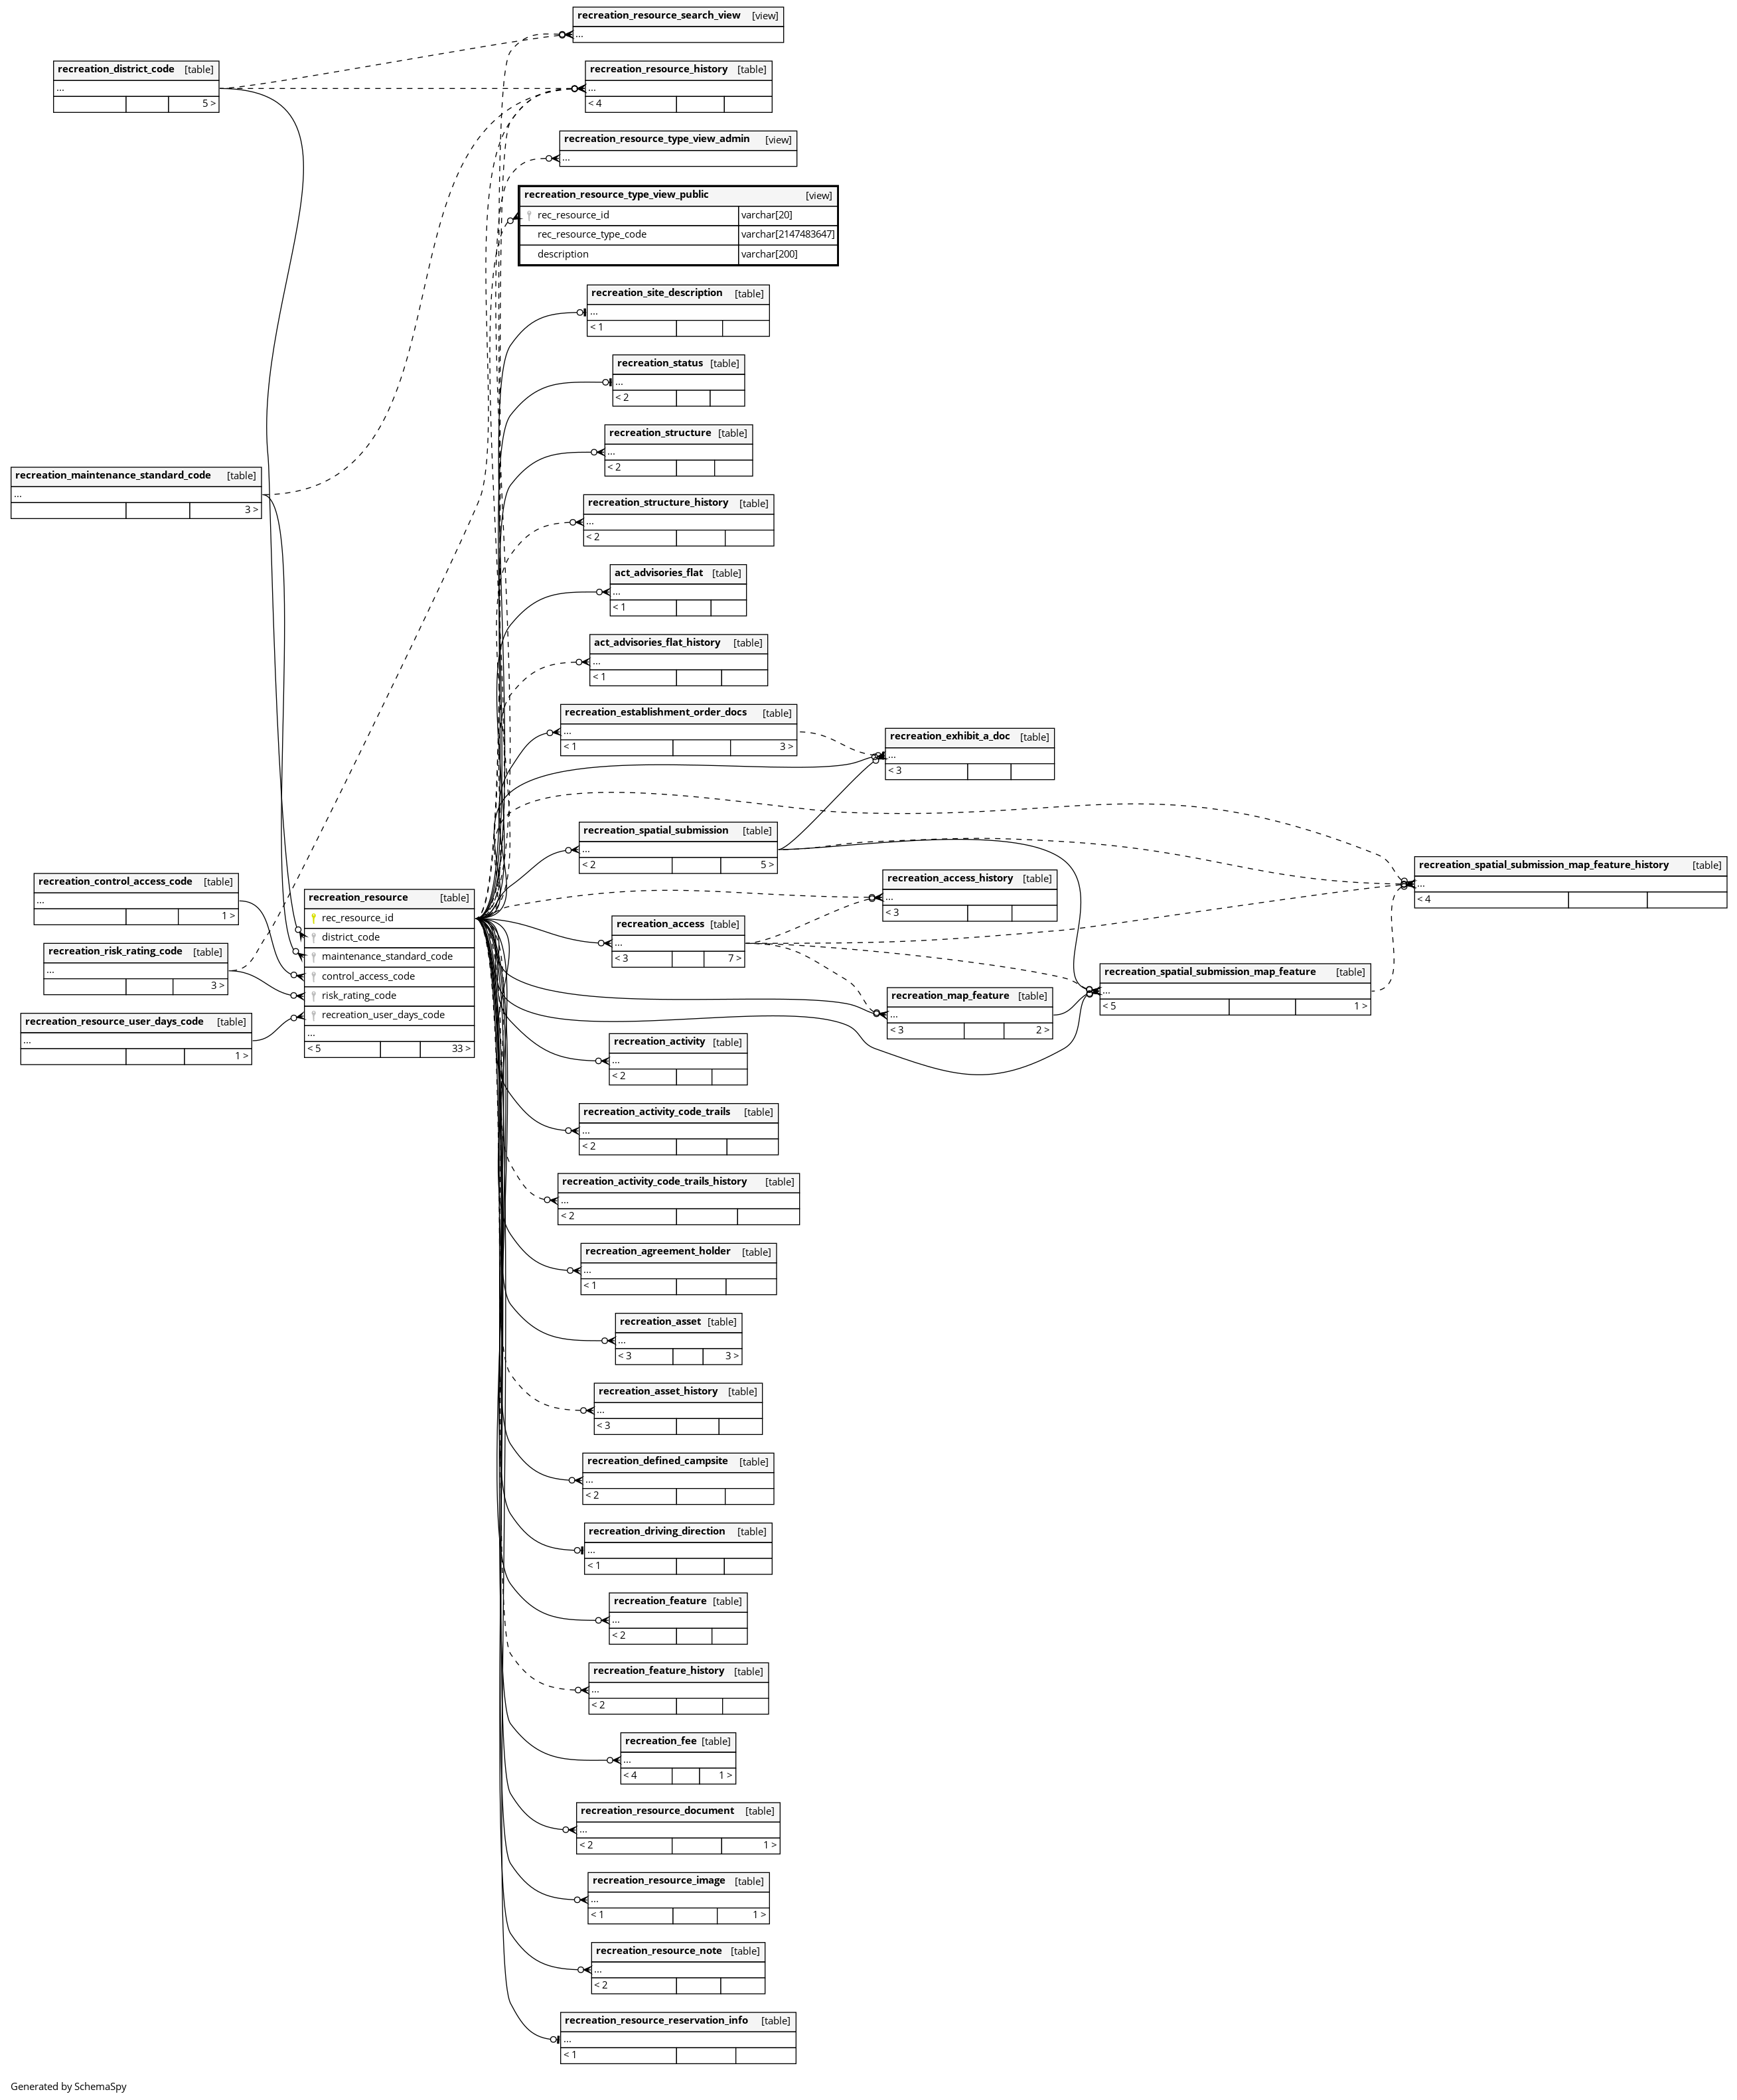 recreation_resource_search_view [view]
...
recreation_district_code [table]
...
5 >
recreation_resource_history [table]
...
< 4
recreation_resource_type_view_admin [view]
...
recreation_resource_type_view_public [view]
rec_resource_id varchar[20]
rec_resource_type_code varchar[2147483647]
description varchar[200]
recreation_site_description [table]
...
< 1
recreation_status [table]
...
< 2
recreation_structure [table]
...
< 2
recreation_maintenance_standard_code [table]
...
3 >
recreation_structure_history [table]
...
< 2
act_advisories_flat [table]
...
< 1
act_advisories_flat_history [table]
...
< 1
recreation_establishment_order_docs [table]
...
< 1 3 >
recreation_exhibit_a_doc [table]
...
< 3
recreation_spatial_submission [table]
...
< 2 5 >
recreation_spatial_submission_map_feature_history [table]
...
< 4
recreation_control_access_code [table]
...
1 >
recreation_access_history [table]
...
< 3
recreation_resource [table]
rec_resource_id
district_code
maintenance_standard_code
control_access_code
risk_rating_code
recreation_user_days_code
...
< 5 33 >
recreation_access [table]
...
< 3 7 >
recreation_risk_rating_code [table]
...
3 >
recreation_spatial_submission_map_feature [table]
...
< 5 1 >
recreation_map_feature [table]
...
< 3 2 >
recreation_resource_user_days_code [table]
...
1 >
recreation_activity [table]
...
< 2
recreation_activity_code_trails [table]
...
< 2
recreation_activity_code_trails_history [table]
...
< 2
recreation_agreement_holder [table]
...
< 1
recreation_asset [table]
...
< 3 3 >
recreation_asset_history [table]
...
< 3
recreation_defined_campsite [table]
...
< 2
recreation_driving_direction [table]
...
< 1
recreation_feature [table]
...
< 2
recreation_feature_history [table]
...
< 2
recreation_fee [table]
...
< 4 1 >
recreation_resource_document [table]
...
< 2 1 >
recreation_resource_image [table]
...
< 1 1 >
recreation_resource_note [table]
...
< 2
recreation_resource_reservation_info [table]
...
< 1
Generated by SchemaSpy